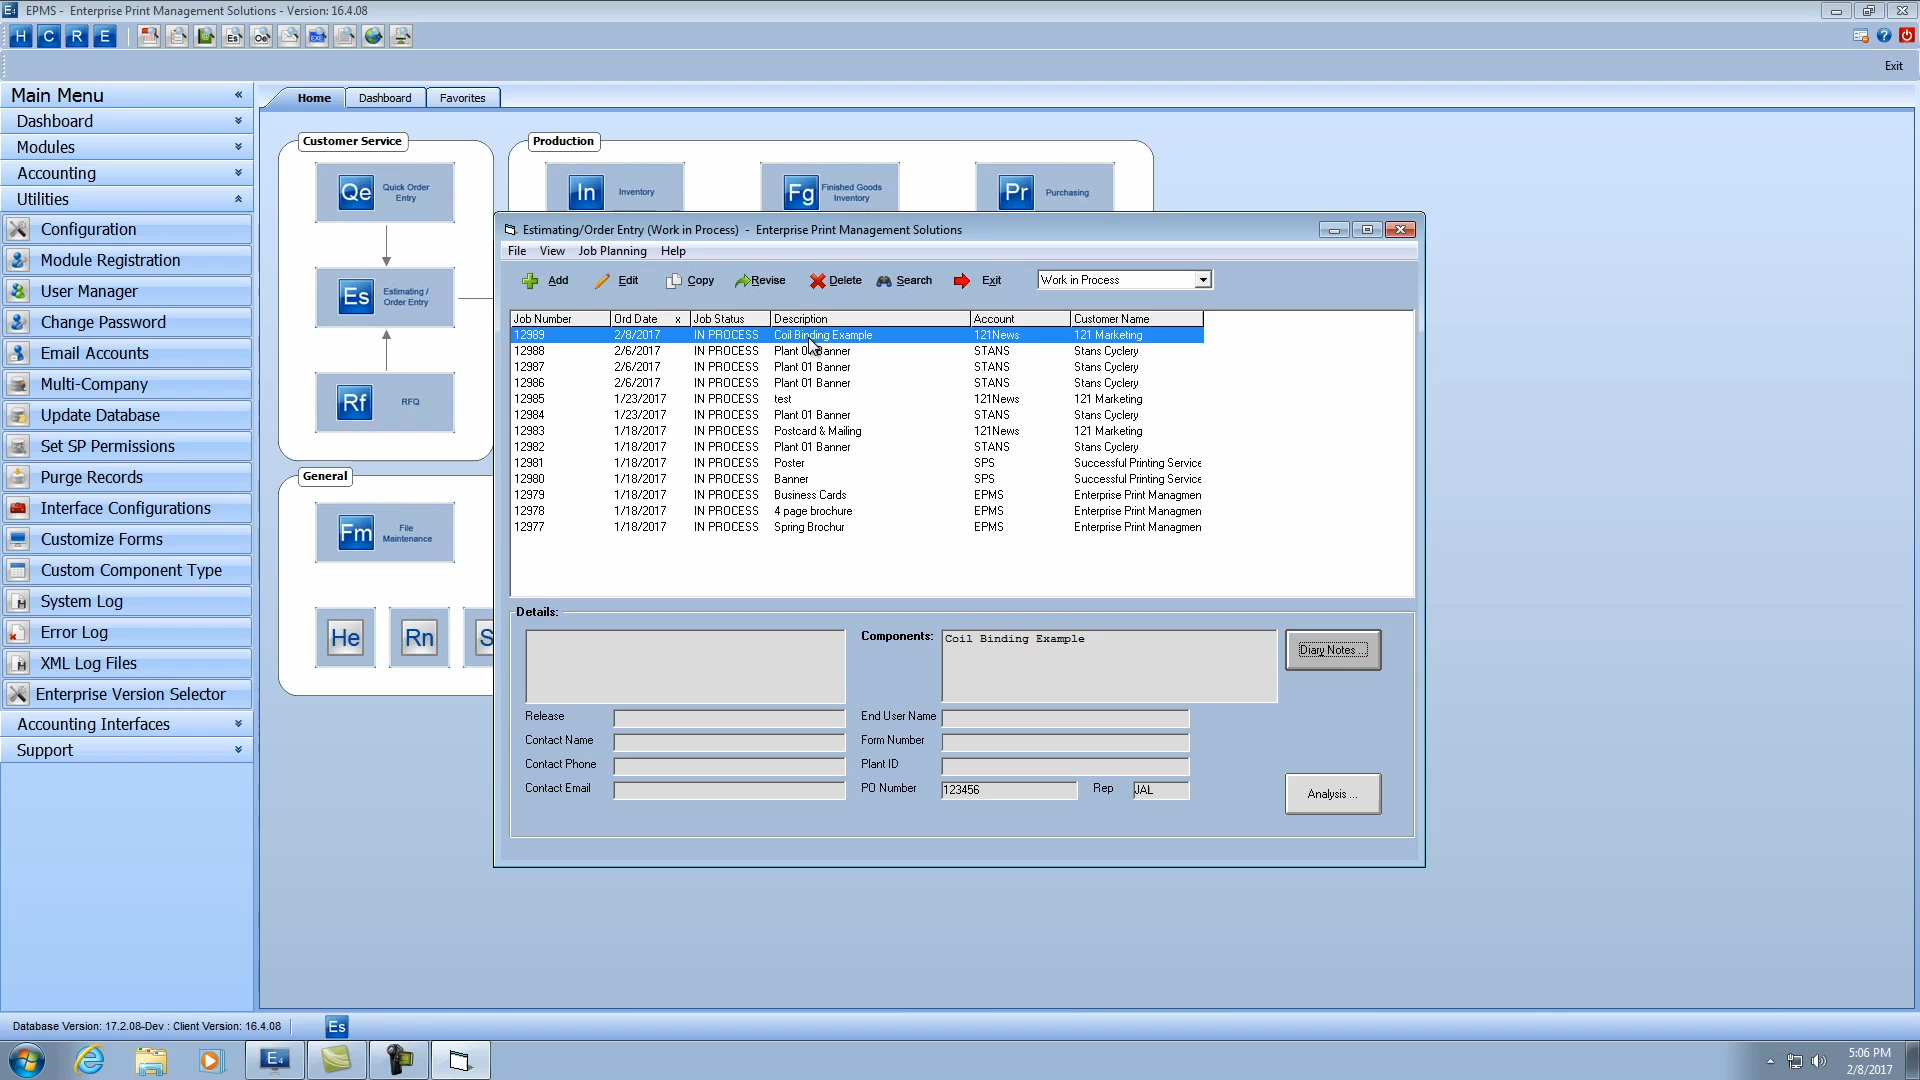 EPMS - Enterprise Print Management Solutions - Version: 16.4.08
H C R E Es Oe EXE
Exit
Main Menu
Dashboard
Modules
Accounting
Utilities
Configuration
Module Registration
User Manager
Change Password
Email Accounts
Multi-Company
Update Database
Set SP Permissions
Purge Records
Interface Configurations
Customize Forms
Custom Component Type
System Log
Error Log
XML Log Files
Enterprise Version Selector
Accounting Interfaces
Support
Home Dashboard Favorites
Customer Service
Qe Quick Order
Entry
Es Estimating /
Order Entry
Rf RFQ
General
Fm File
Maintenance
He Rn S
Production
In Inventory
Fg Finished Goods
Inventory
Pr Purchasing
Estimating/Order Entry (Work in Process) - Enterprise Print Management Solutions
File View Job Planning Help
Add Edit Copy Revise Delete Search Exit Work in Process
Job Number Ord Date x Job Status Description Account Customer Name
12989 2/8/2017 IN PROCESS Coil Binding Example 121News 121 Marketing
12988 2/6/2017 IN PROCESS Plant 01 Banner STANS Stans Cyclery
12987 2/6/2017 IN PROCESS Plant 01 Banner STANS Stans Cyclery
12986 2/6/2017 IN PROCESS Plant 01 Banner STANS Stans Cyclery
12985 1/23/2017 IN PROCESS test 121News 121 Marketing
12984 1/23/2017 IN PROCESS Plant 01 Banner STANS Stans Cyclery
12983 1/18/2017 IN PROCESS Postcard & Mailing 121News 121 Marketing
12982 1/18/2017 IN PROCESS Plant 01 Banner STANS Stans Cyclery
12981 1/18/2017 IN PROCESS Poster SPS Successful Printing Service
12980 1/18/2017 IN PROCESS Banner SPS Successful Printing Service
12979 1/18/2017 IN PROCESS Business Cards EPMS Enterprise Print Managmen
12978 1/18/2017 IN PROCESS 4 page brochure EPMS Enterprise Print Managmen
12977 1/18/2017 IN PROCESS Spring Brochur EPMS Enterprise Print Managmen
Details:
Components: Coil Binding Example
Diary Notes ...
Release End User Name
Contact Name Form Number
Contact Phone Plant ID
Contact Email PO Number 123456 Rep JAL
Analysis ...
Database Version: 17.2.08-Dev : Client Version: 16.4.08 Es
E4
5:06 PM
2/8/2017